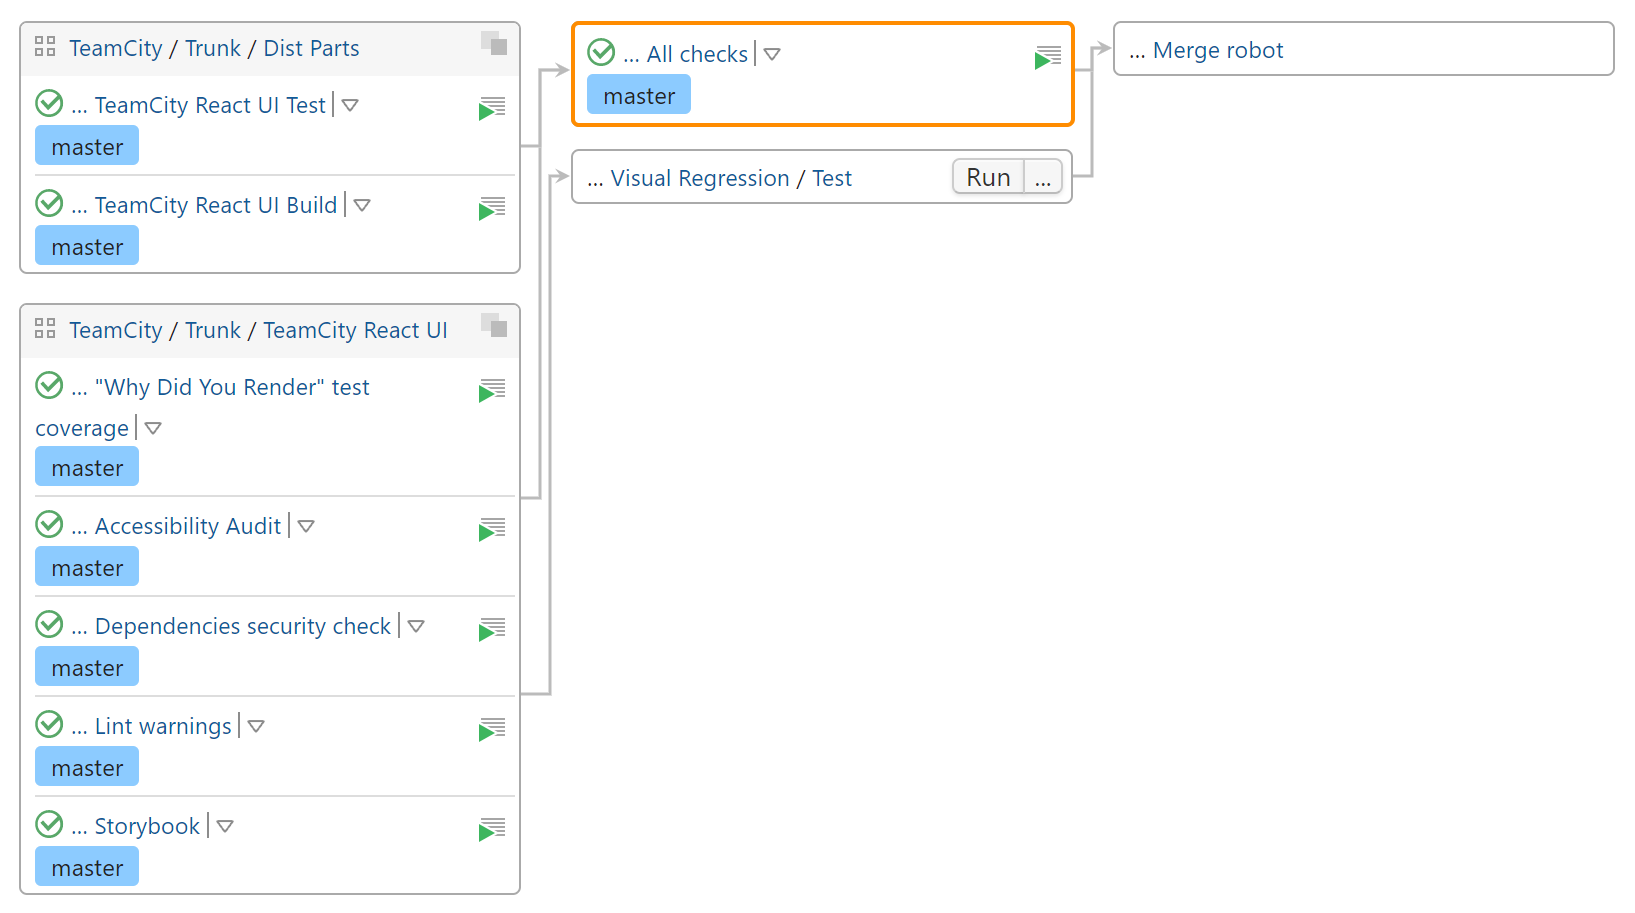 TeamCity / Trunk / Dist Parts
... TeamCity React UI Test
master
... TeamCity React UI Build
master
TeamCity / Trunk / TeamCity React UI
... "Why Did You Render" test
coverage
master
... Accessibility Audit
master
... Dependencies security check
master
... Lint warnings
master
... Storybook
master
... All checks
master
... Visual Regression / Test
Run ...
... Merge robot